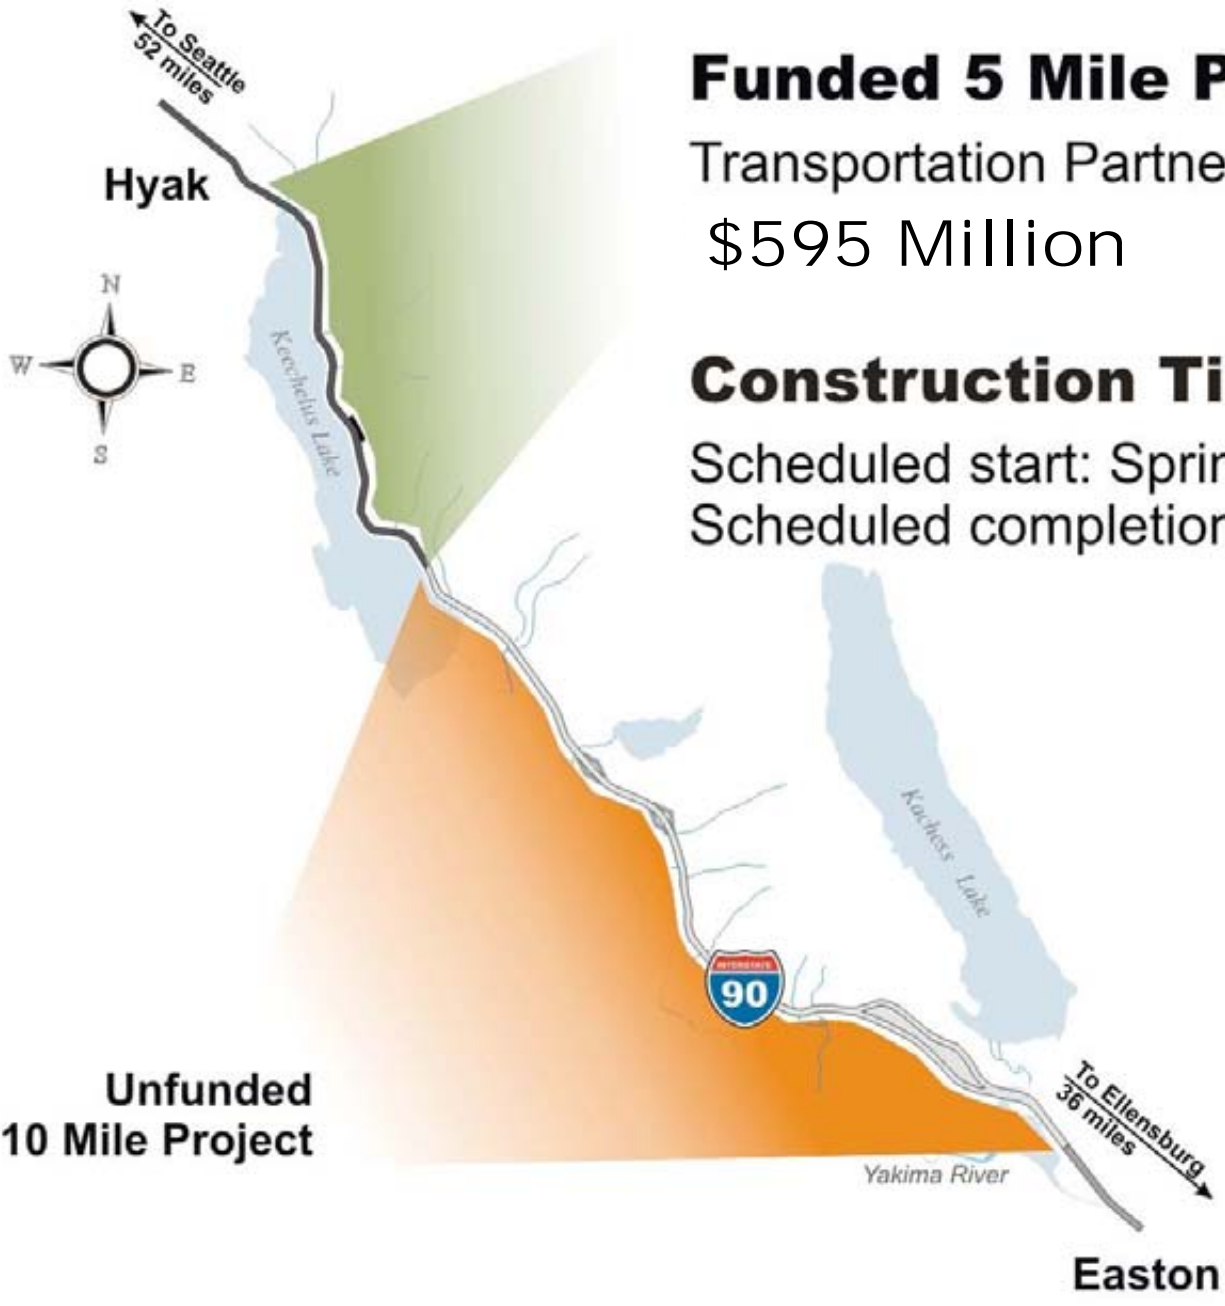 To Seattle
52 miles
Hyak
Funded 5 Mile P
Transportation Partne
$595 Million
N
W
E
S
Keechelus Lake
Construction Ti
Scheduled start: Sprin
Scheduled completion
Kachess Lake
INTERSTATE
90
Unfunded
10 Mile Project
To Ellensburg
36 miles
Yakima River
Easton